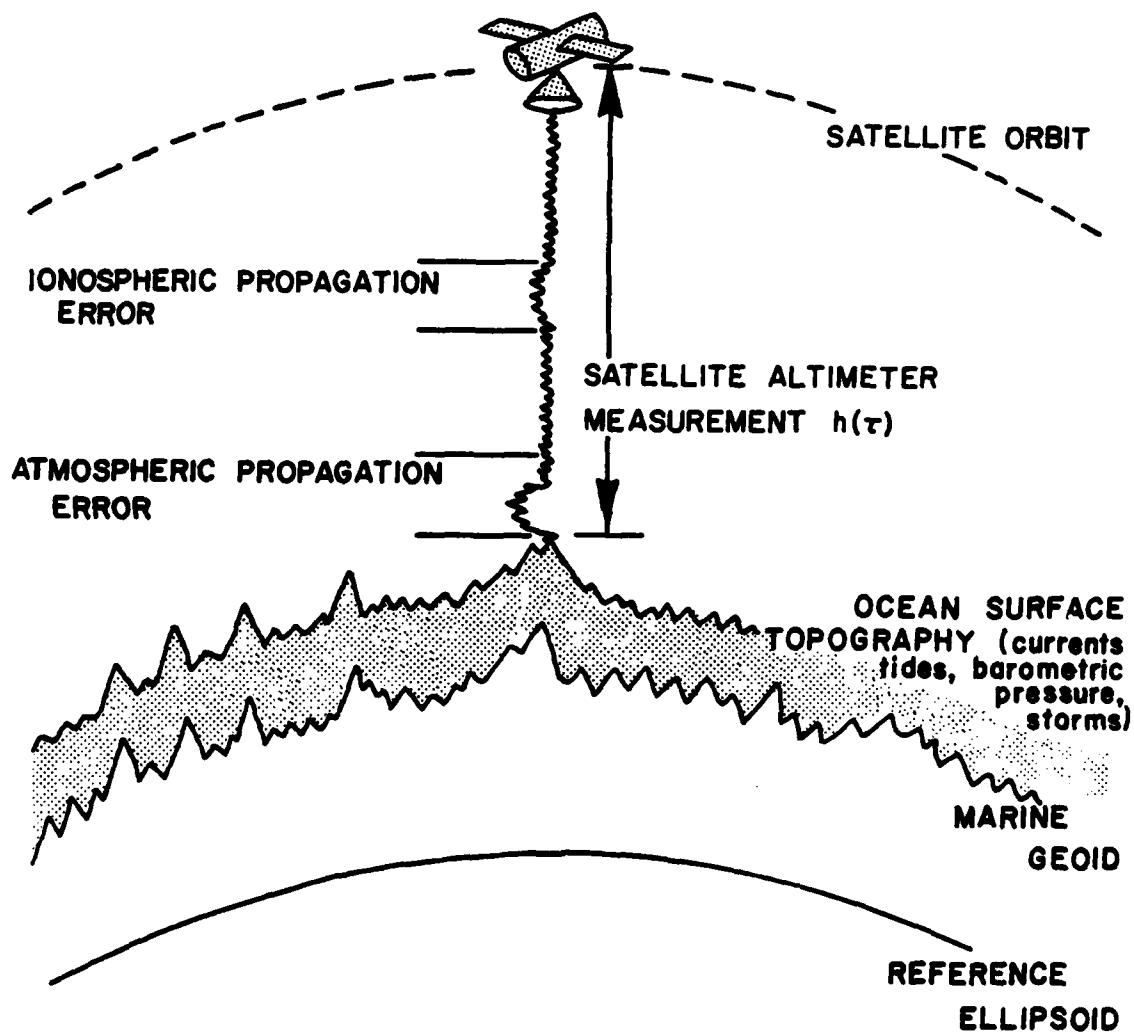 SATELLITE ORBIT
IONOSPHERIC PROPAGATION
ERROR
SATELLITE ALTIMETER
MEASUREMENT h(τ)
ATMOSPHERIC PROPAGATION
ERROR
OCEAN SURFACE
TOPOGRAPHY (currents
tides, barometric
pressure,
storms)
MARINE
GEOID
REFERENCE
ELLIPSOID